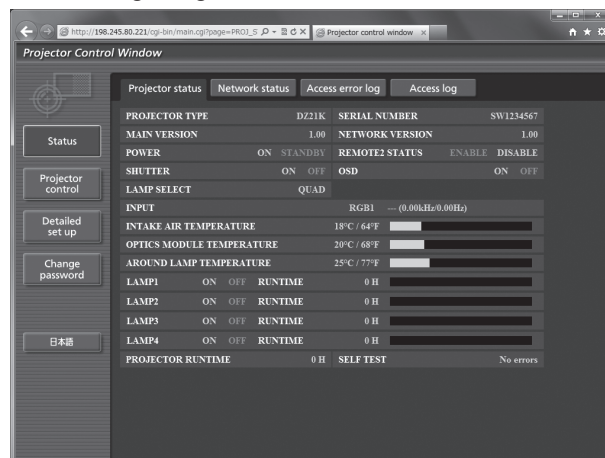 http://198.245.80.221/cgi-bin/main.cgi?page=PROJ_S
Projector control window
Projector Control Window
Projector status
Network status
Access error log
Access log
Status
Projector control
Detailed set up
Change password
日本語
PROJECTOR TYPE DZ21K SERIAL NUMBER SW1234567
MAIN VERSION 1.00 NETWORK VERSION 1.00
POWER ON STANDBY REMOTE2 STATUS ENABLE DISABLE
SHUTTER ON OFF OSD ON OFF
LAMP SELECT QUAD
INPUT RGB1 --- (0.00kHz/0.00Hz)
INTAKE AIR TEMPERATURE 18°C / 64°F
OPTICS MODULE TEMPERATURE 20°C / 68°F
AROUND LAMP TEMPERATURE 25°C / 77°F
LAMP1 ON OFF RUNTIME 0 H
LAMP2 ON OFF RUNTIME 0 H
LAMP3 ON OFF RUNTIME 0 H
LAMP4 ON OFF RUNTIME 0 H
PROJECTOR RUNTIME 0 H SELF TEST No errors